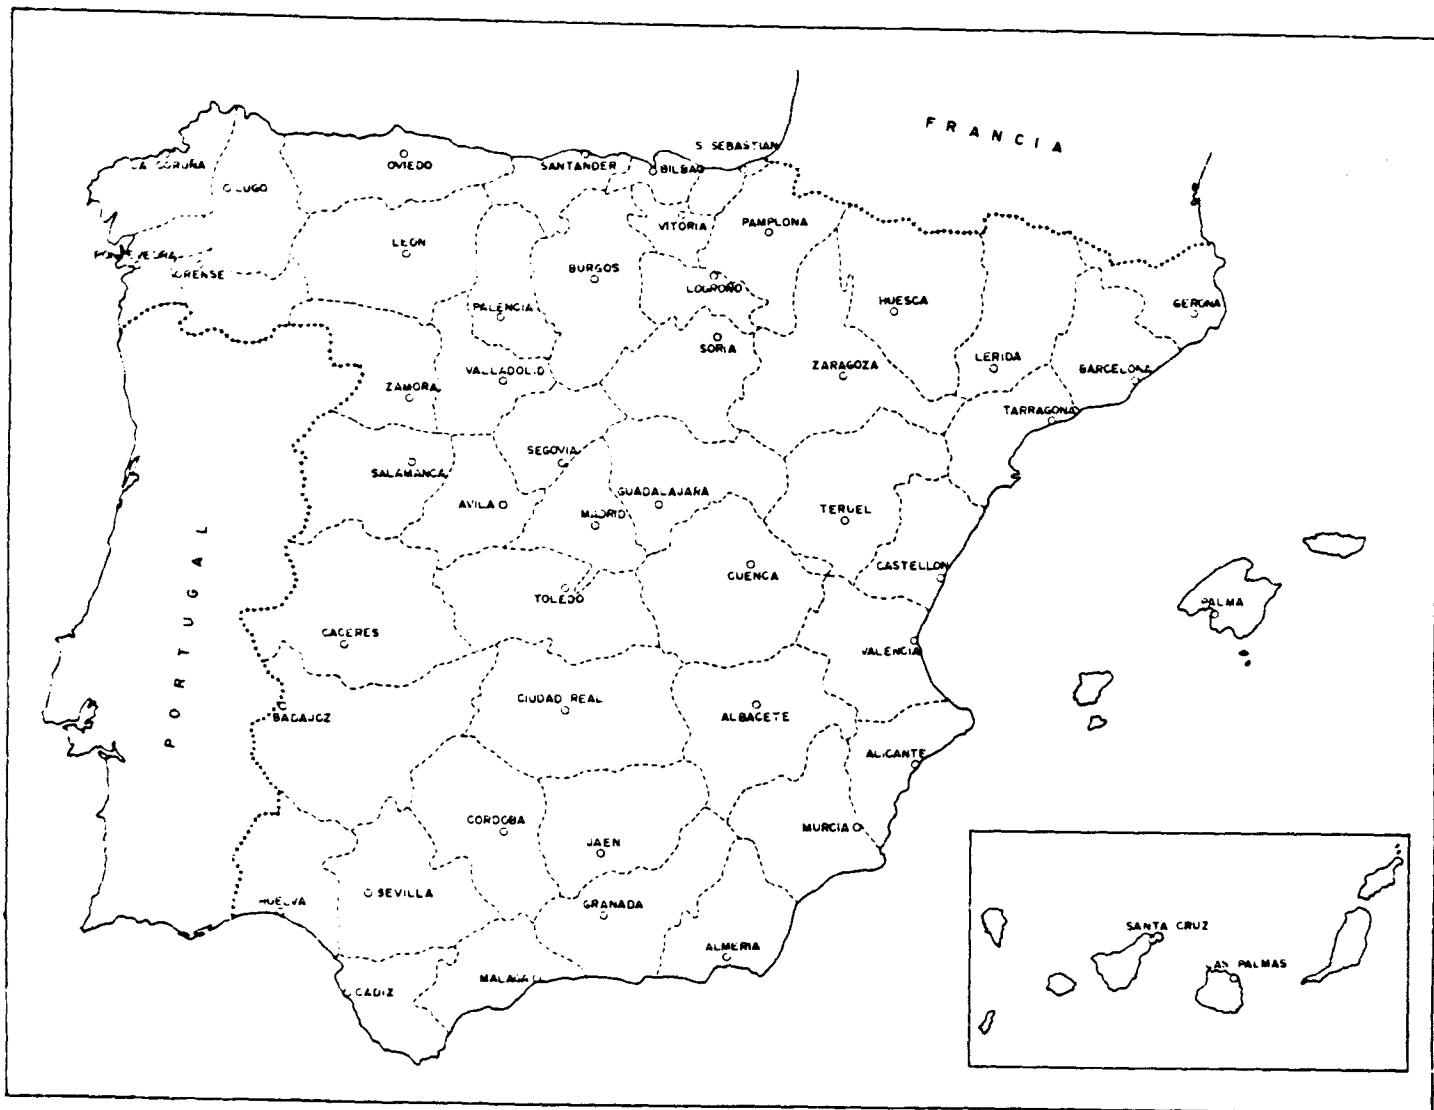 FRANCIA
S SEBASTIAN
LA CORUÑA
OVIEDO
SANTANDER
BILBAO
LUGO
VITORIA
PAMPLONA
LEON
PONTEVEDRA
ORENSE
BURGOS
LOGROÑO
HUESCA
GERONA
PALENCIA
SORIA
LERIDA
ZARAGOZA
BARCELONA
VALLADOLID
ZAMORA
TARRAGONA
SEGOVIA
SALAMANCA
GUADALAJARA
AVILA
MADRID
TERUEL
PORTUGAL
CASTELLON
CUENCA
TOLEDO
PALMA
CACERES
VALENCIA
CIUDAD REAL
BADAJOZ
ALBACETE
ALICANTE
CORDOBA
MURCIA
JAEN
SEVILLA
HUELVA
GRANADA
SANTA CRUZ
ALMERIA
LAS PALMAS
MALAGA
CADIZ